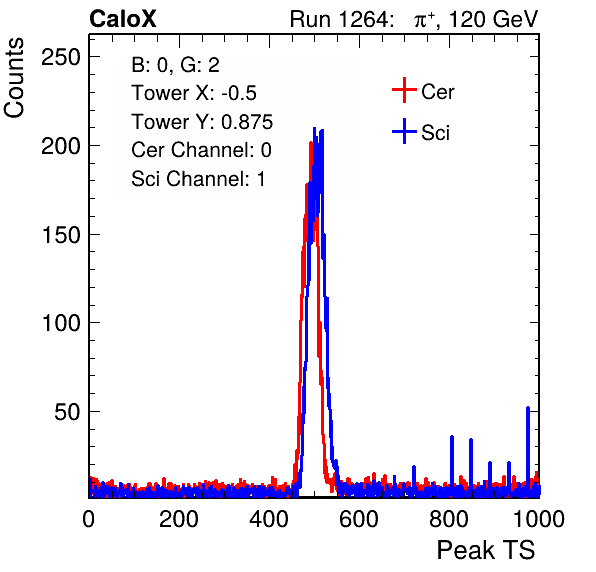 CaloX Run 1264: π⁺, 120 GeV
Counts
B: 0, G: 2
Tower X: -0.5
Tower Y: 0.875
Cer Channel: 0
Sci Channel: 1
Cer
Sci
250
200
150
100
50
0 200 400 600 800 1000
Peak TS